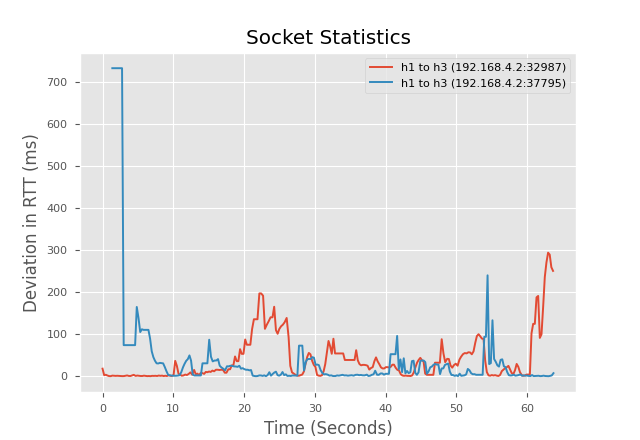 Socket Statistics
h1 to h3 (192.168.4.2:32987)
h1 to h3 (192.168.4.2:37795)
Deviation in RTT (ms)
700
600
500
400
300
200
100
0
0 10 20 30 40 50 60
Time (Seconds)